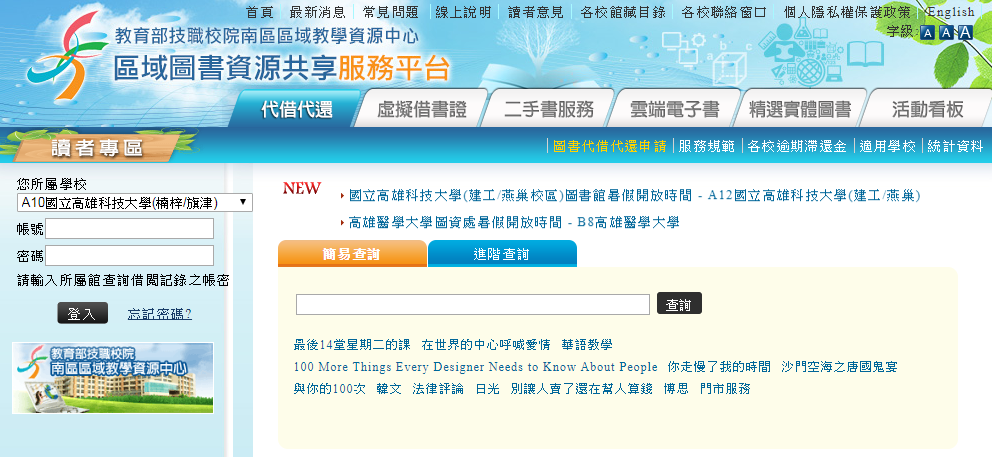 首頁 最新消息 常見問題 線上說明 讀者意見 各校館藏目錄 各校聯絡窗口 個人隱私權保護政策 English
字級: A A A
教育部技職校院南區區域教學資源中心
區域圖書資源共享服務平台
代借代還 虛擬借書證 二手書服務 雲端電子書 精選實體圖書 活動看板
讀者專區
圖書代借代還申請 服務規範 各校逾期滯還金 適用學校 統計資料
您所屬學校
A10國立高雄科技大學(楠梓/旗津)
帳號
密碼
請輸入所屬館查詢借閱記錄之帳密
登入 忘記密碼?
教育部技職校院
南區區域教學資源中心
NEW
國立高雄科技大學(建工/燕巢校區)圖書館暑假開放時間 - A12國立高雄科技大學(建工/燕巢)
高雄醫學大學圖資處暑假開放時間 - B8高雄醫學大學
簡易查詢 進階查詢
查詢
最後14堂星期二的課 在世界的中心呼喊愛情 華語教學
100 More Things Every Designer Needs to Know About People 你走慢了我的時間 沙門空海之唐國鬼宴
與你的100次 韓文 法律評論 日光 別讓人賣了還在幫人算錢 博思 門市服務